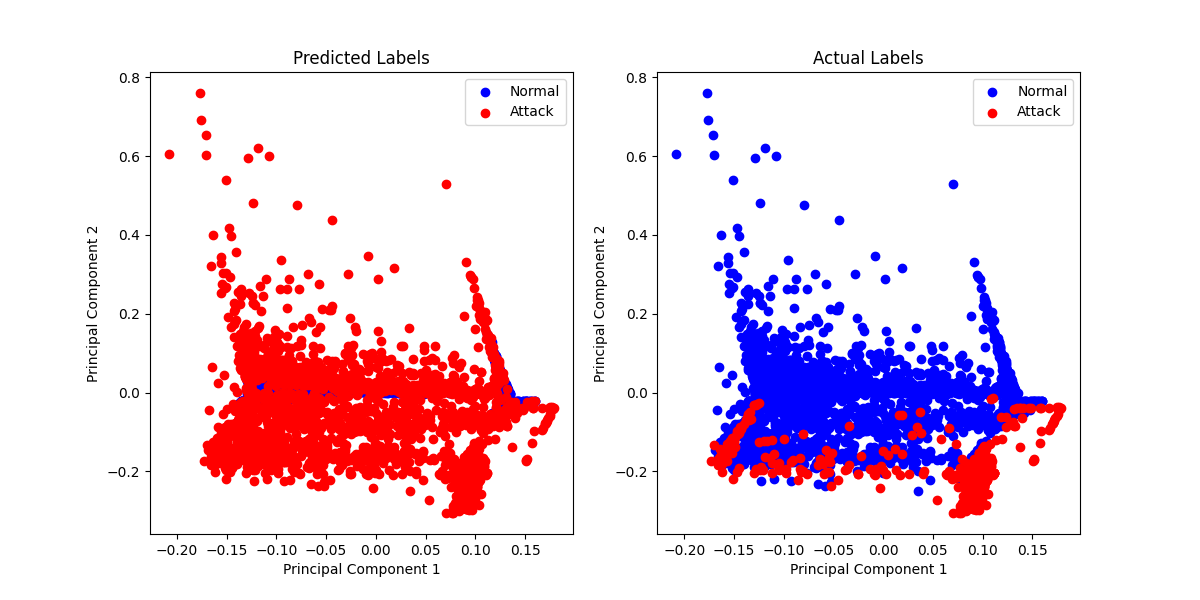 Predicted Labels
Normal
Attack
0.8
0.6
0.4
0.2
0.0
−0.2
Principal Component 2
−0.20 −0.15 −0.10 −0.05 0.00 0.05 0.10 0.15
Principal Component 1
Actual Labels
Normal
Attack
0.8
0.6
0.4
0.2
0.0
−0.2
Principal Component 2
−0.20 −0.15 −0.10 −0.05 0.00 0.05 0.10 0.15
Principal Component 1